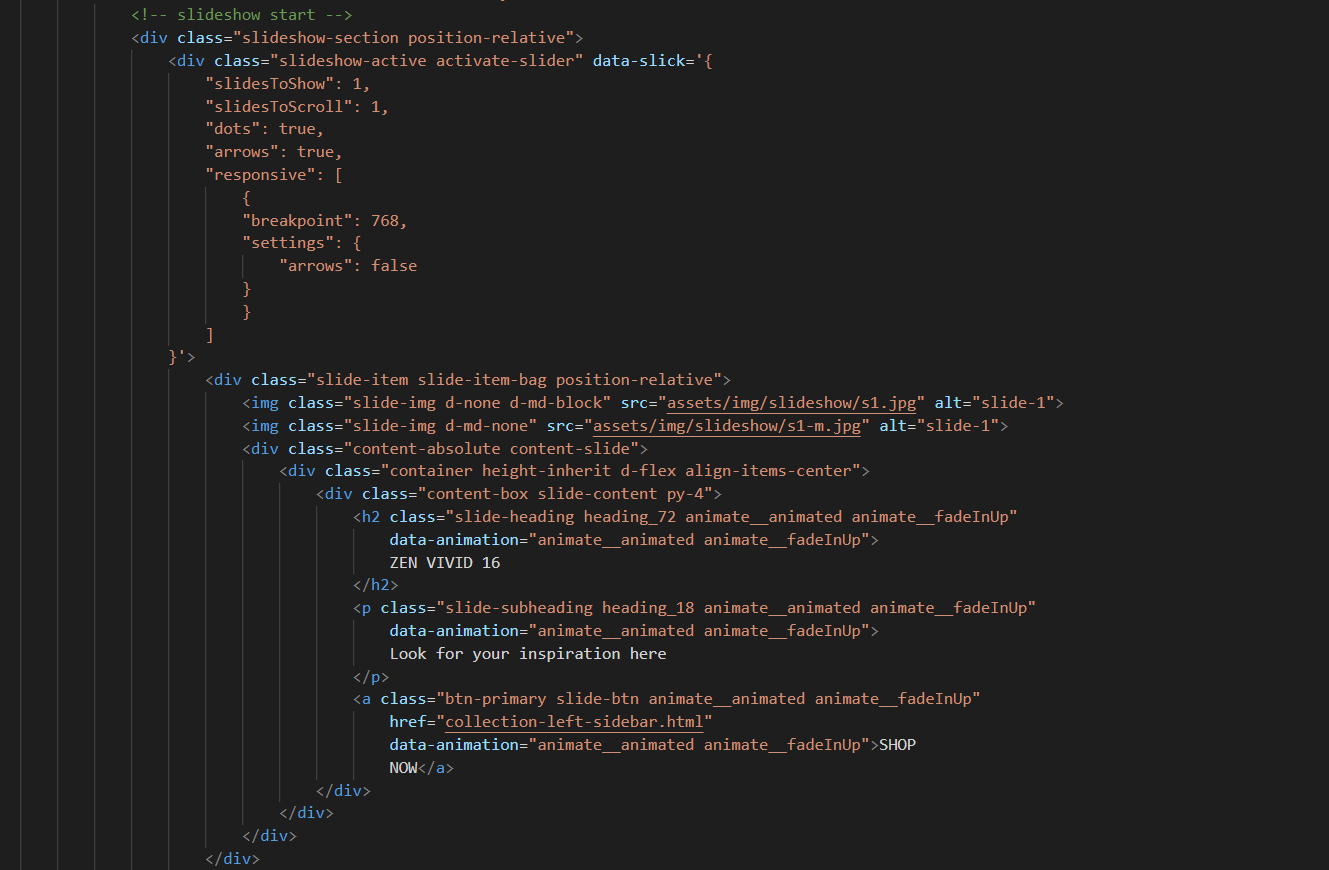 <!-- slideshow start -->
<div class="slideshow-section position-relative">
<div class="slideshow-active activate-slider" data-slick='{
"slidesToShow": 1,
"slidesToScroll": 1,
"dots": true,
"arrows": true,
"responsive": [
{
"breakpoint": 768,
"settings": {
"arrows": false
}
}
]
}'>
<div class="slide-item slide-item-bag position-relative">
<img class="slide-img d-none d-md-block" src="assets/img/slideshow/s1.jpg" alt="slide-1">
<img class="slide-img d-md-none" src="assets/img/slideshow/s1-m.jpg" alt="slide-1">
<div class="content-absolute content-slide">
<div class="container height-inherit d-flex align-items-center">
<div class="content-box slide-content py-4">
<h2 class="slide-heading heading_72 animate__animated animate__fadeInUp"
data-animation="animate__animated animate__fadeInUp">
ZEN VIVID 16
</h2>
<p class="slide-subheading heading_18 animate__animated animate__fadeInUp"
data-animation="animate__animated animate__fadeInUp">
Look for your inspiration here
</p>
<a class="btn-primary slide-btn animate__animated animate__fadeInUp"
href="collection-left-sidebar.html"
data-animation="animate__animated animate__fadeInUp">SHOP
NOW</a>
</div>
</div>
</div>
</div>